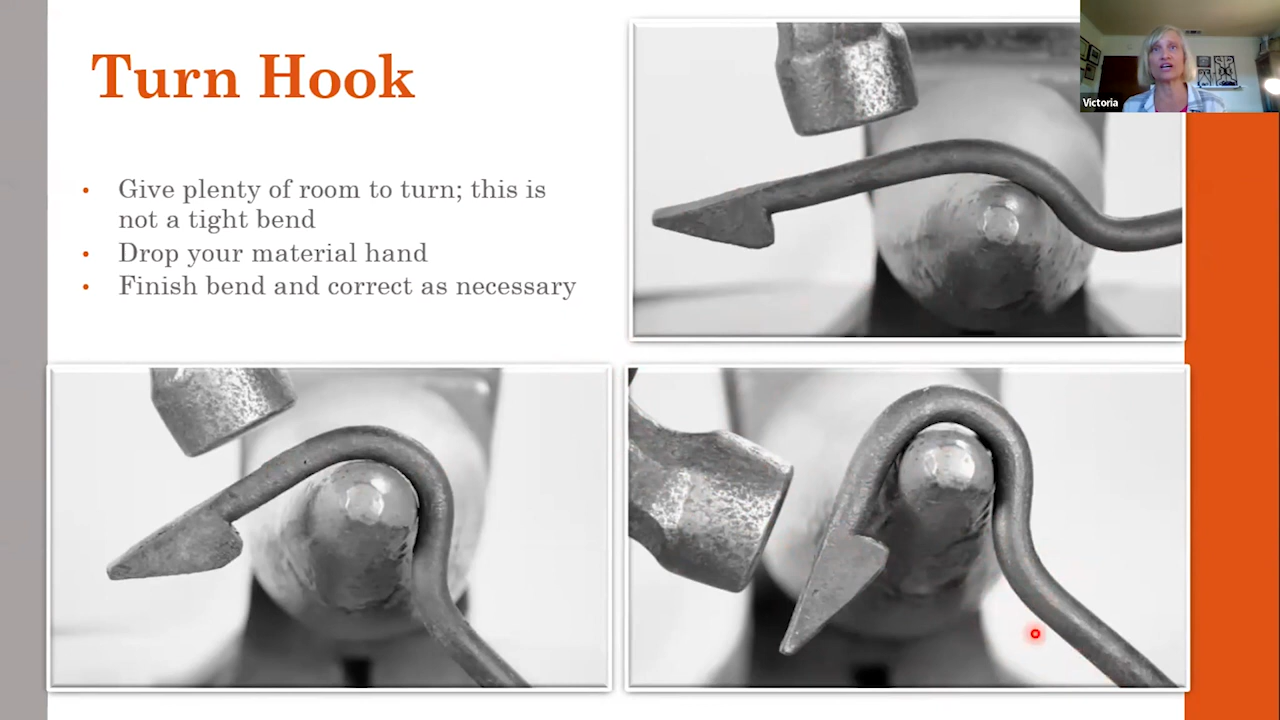 Turn Hook
• Give plenty of room to turn; this is
not a tight bend
• Drop your material hand
• Finish bend and correct as necessary
Victoria